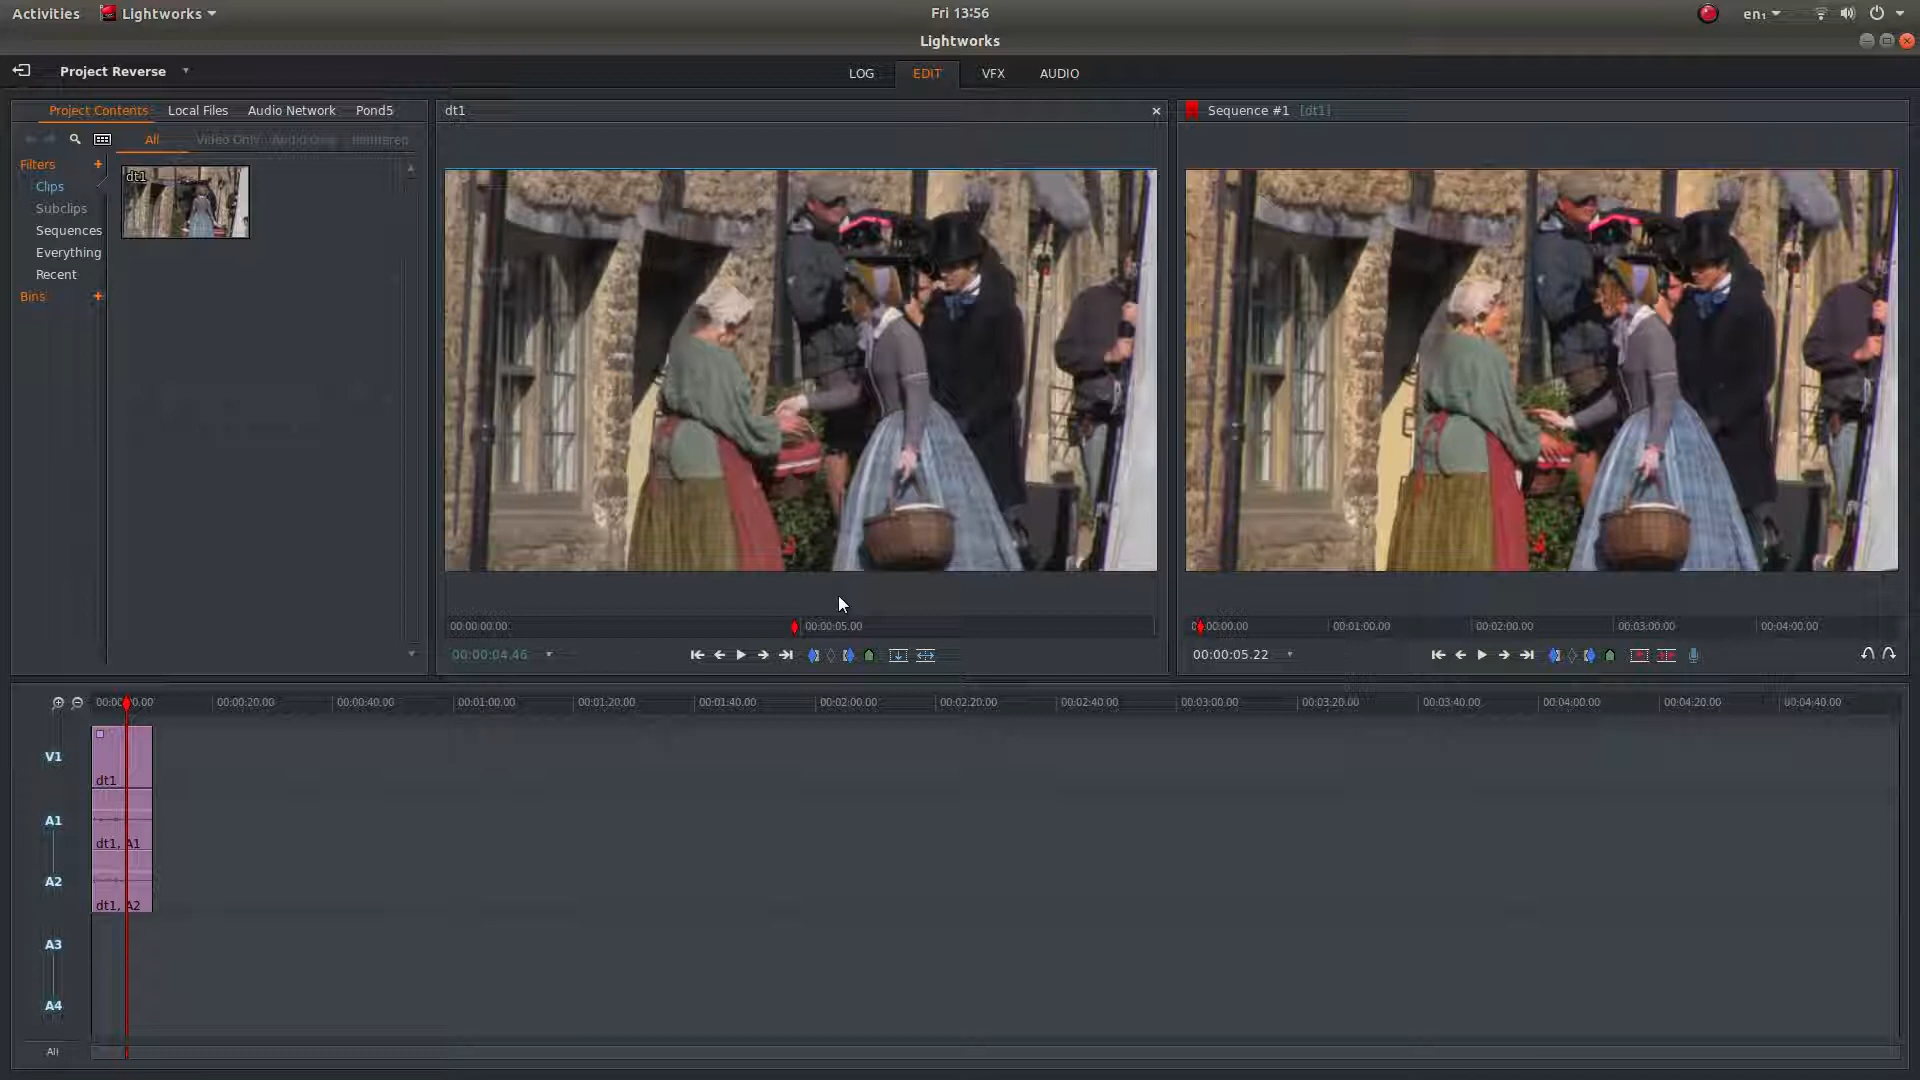 Activities Lightworks Fri 13:56 en₁
Lightworks
Project Reverse LOG EDIT VFX AUDIO
Project Contents Local Files Audio Network Pond5 dt1 Sequence #1 [dt1]
All Video Only Audio Only Rendered
Filters
dt1
Clips
Subclips
Sequences
Everything
Recent
Bins
00:00:00.00 00:00:05.00 00:01:00.00 00:02:00.00 00:03:00.00 00:04:00.00
00:00:04.46 00:00:05.22
00:00:20.00 00:00:40.00 00:01:00.00 00:01:20.00 00:01:40.00 00:02:00.00 00:02:20.00 00:02:40.00 00:03:00.00 00:03:20.00 00:03:40.00 00:04:00.00 00:04:20.00 00:04:40.00
V1
dt1
A1
dt1, A1
A2
dt1, A2
A3
A4
All